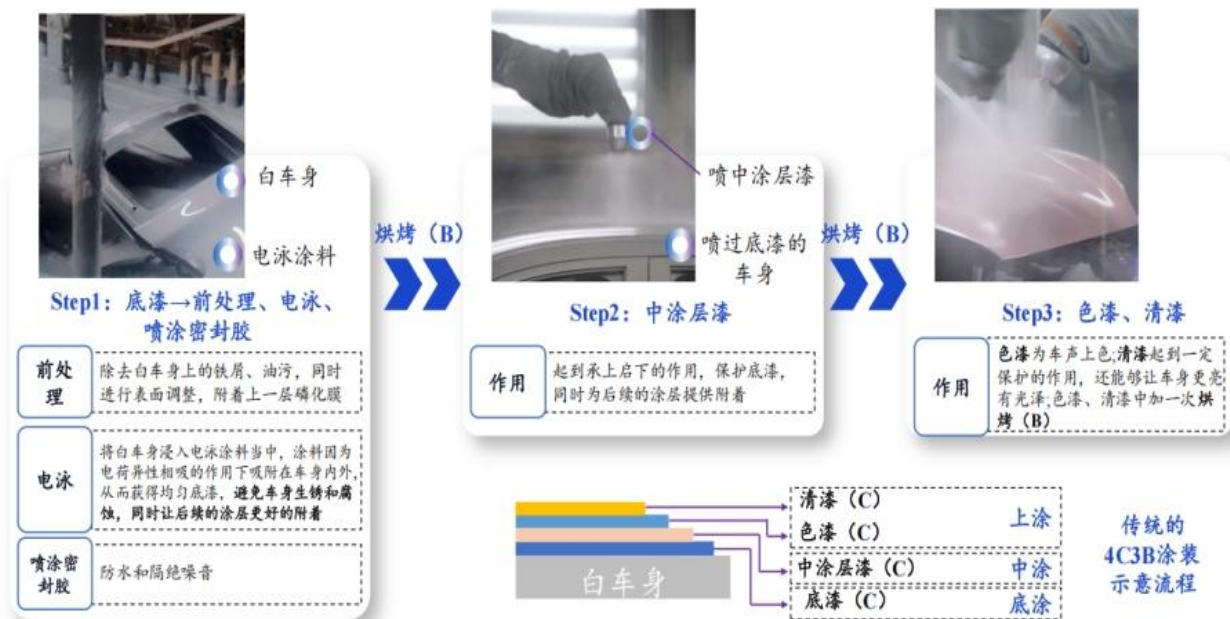 白车身
电泳涂料
Step1：底漆→前处理、电泳、
喷涂密封胶
前处
理
除去白车身上的铁屑、油污，同时
进行表面调整，附着上一层磷化膜
电泳
将白车身浸入电泳涂料当中，涂料因为
电荷异性相吸的作用下吸附在车身内外，
从而获得均匀底漆，避免车身生锈和腐
蚀，同时让后续的涂层更好的附着
喷涂密
封胶
防水和隔绝噪音
烘烤（B）
喷中涂层漆
喷过底漆的
车身
Step2：中涂层漆
作用
起到承上启下的作用，保护底漆，
同时为后续的涂层提供附着
烘烤（B）
Step3：色漆、清漆
作用
色漆为车声上色;清漆起到一定
保护的作用，还能够让车身更亮
有光泽;色漆、清漆中加一次烘
烤（B）
白车身
清漆（C）
色漆（C）
上涂
中涂层漆（C）
中涂
底漆（C）
底涂
传统的
4C3B涂装
示意流程